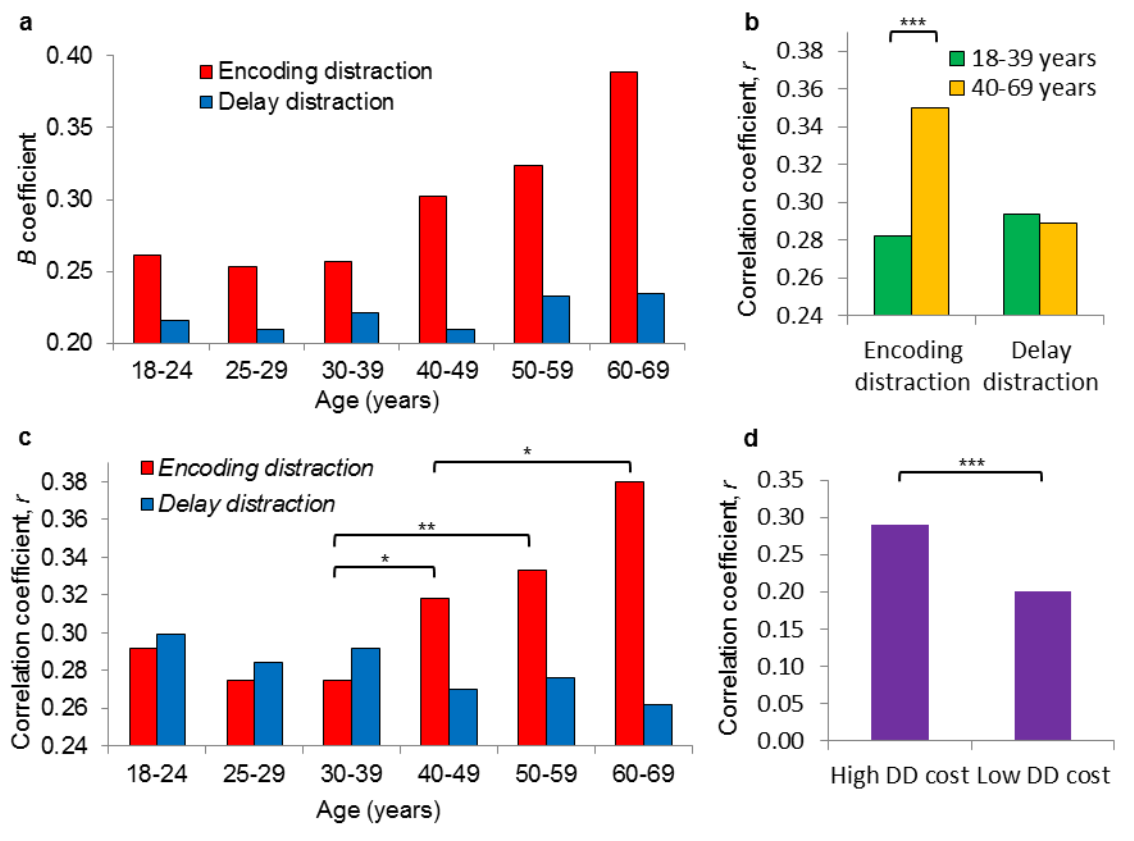 a
B coefficient
0.40
0.35
0.30
0.25
0.20
Encoding distraction
Delay distraction
18-24 25-29 30-39 40-49 50-59 60-69
Age (years)
b
Correlation coefficient, r
0.38
0.36
0.34
0.32
0.30
0.28
0.26
0.24
***
18-39 years
40-69 years
Encoding distraction
Delay distraction
c
Correlation coefficient, r
0.38
0.36
0.34
0.32
0.30
0.28
0.26
0.24
Encoding distraction
Delay distraction
*
**
*
18-24 25-29 30-39 40-49 50-59 60-69
Age (years)
d
Correlation coefficient, r
0.35
0.30
0.25
0.20
0.15
0.10
0.05
0.00
***
High DD cost Low DD cost